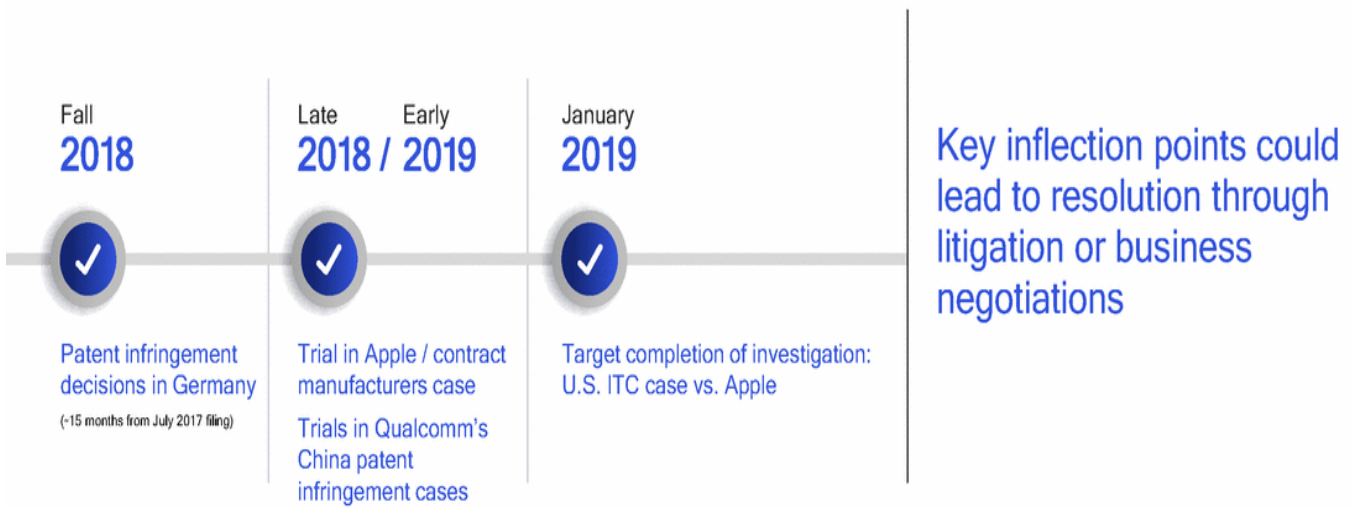 Fall
2018
Patent infringement
decisions in Germany
(~15 months from July 2017 filing)
Late Early
2018 / 2019
Trial in Apple / contract
manufacturers case
Trials in Qualcomm's
China patent
infringement cases
January
2019
Target completion of investigation:
U.S. ITC case vs. Apple
Key inflection points could
lead to resolution through
litigation or business
negotiations